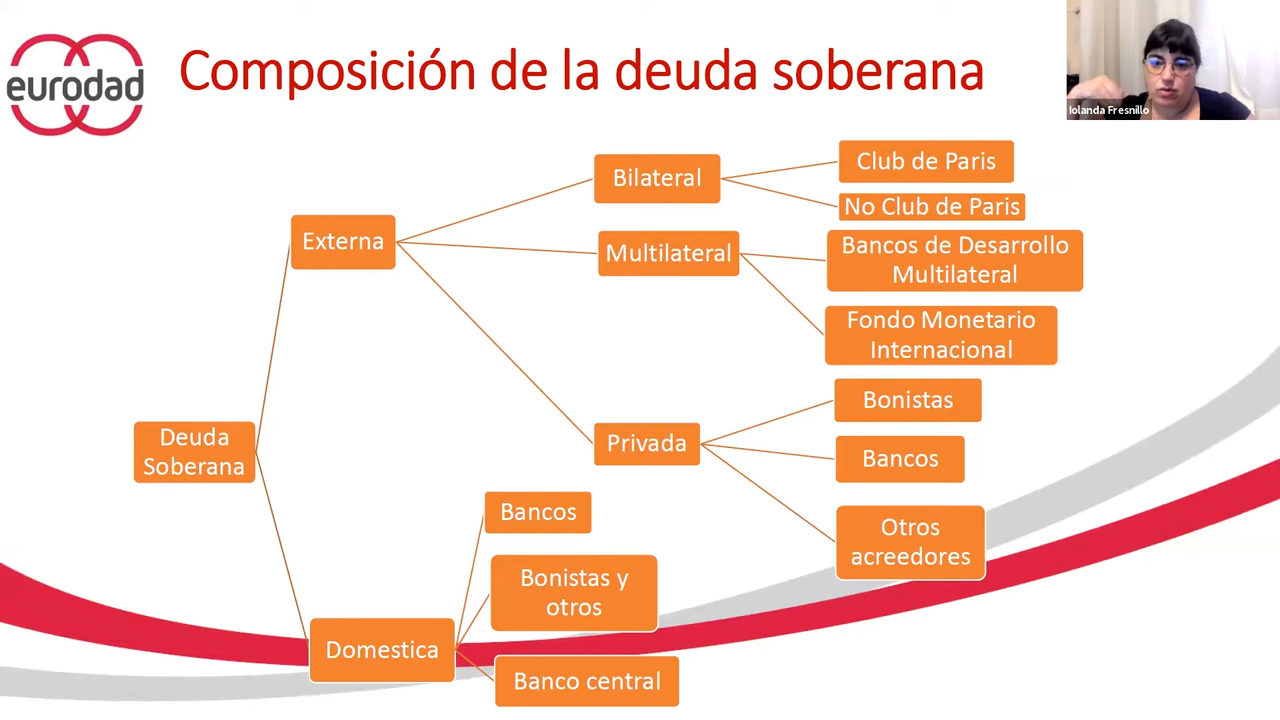 eurodad
Composición de la deuda soberana
Iolanda Fresnillo
Deuda
Soberana
Externa
Bilateral
Club de Paris
No Club de Paris
Multilateral
Bancos de Desarrollo
Multilateral
Fondo Monetario
Internacional
Privada
Bonistas
Bancos
Otros
acreedores
Domestica
Bancos
Bonistas y
otros
Banco central